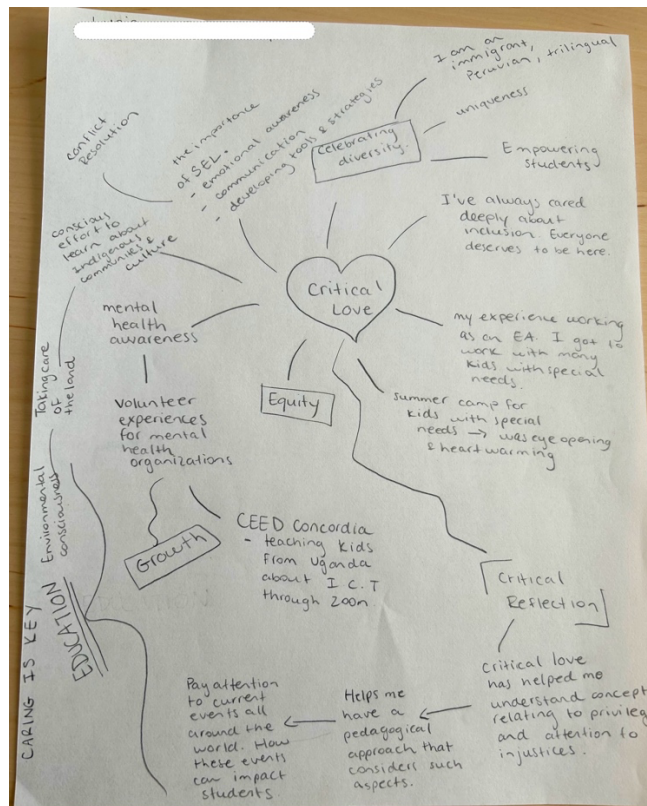 I am an
immigrant,
Peruvian, trilingual
uniqueness
Celebrating
diversity.
Empowering
students
the importance
of SEL.
- emotional awareness
- communication
- developing tools & strategies
conflict
Resolution
conscious
effort to
learn about
Indigenous
communities &
culture
Taking care
of
the land
Environmental
consciousness
I've always cared
deeply about
inclusion. Everyone
deserves to be here.
Critical
Love
mental
health
awareness
my experience working
as an EA. I got to
work with many
kids with special
needs.
Equity
summer camp for
kids with special
needs → was eye opening
& heart warming
Volunteer
experiences
for mental
health
organizations
Growth
CEED Concordia
- teaching kids
from Uganda
about I C.T
through zoom.
Critical
Reflection
Critical love
has helped me
understand concept
relating to privileg
and attention to
injustices.
Helps me
have a
pedagogical
approach that
considers such
aspects.
Pay attention
to current
events all
around the
world. How
these events
can impact
students.
EDUCATION
CARING IS KEY